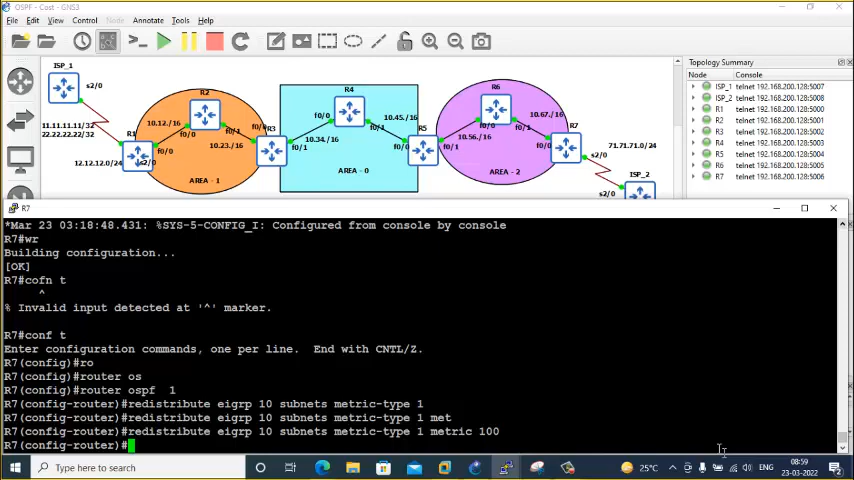 OSPF - Cost - GNS3
File Edit View Control Node Annotate Tools Help
ISP_1
s2/0
11.11.11.11/32
22.22.22.22/32
12.12.12.0/24
R1
s2/0
f0/0
10.12./16
R2
f0/0
f0/1
10.23./16
AREA - 1
R3
f0/1
10.34./16
R4
f0/0
f0/1
10.45./16
AREA - 0
R5
f0/0
f0/1
10.56./16
R6
f0/0
f0/1
10.67./16
AREA - 2
R7
f0/0
s2/0
71.71.71.0/24
s2/0
ISP_2
Topology Summary
Node Console
ISP_1 telnet 192.168.200.128:5007
ISP_2 telnet 192.168.200.128:5008
R1 telnet 192.168.200.128:5000
R2 telnet 192.168.200.128:5001
R3 telnet 192.168.200.128:5002
R4 telnet 192.168.200.128:5003
R5 telnet 192.168.200.128:5004
R6 telnet 192.168.200.128:5005
R7 telnet 192.168.200.128:5006
R7
*Mar 23 03:18:48.431: %SYS-5-CONFIG_I: Configured from console by console
R7#wr
Building configuration...
[OK]
R7#cofn t
^
% Invalid input detected at '^' marker.
R7#conf t
Enter configuration commands, one per line. End with CNTL/Z.
R7(config)#ro
R7(config)#router os
R7(config)#router ospf 1
R7(config-router)#redistribute eigrp 10 subnets metric-type 1
R7(config-router)#redistribute eigrp 10 subnets metric-type 1 met
R7(config-router)#redistribute eigrp 10 subnets metric-type 1 metric 100
R7(config-router)#
Type here to search
25°C
ENG
08:59
23-03-2022
2